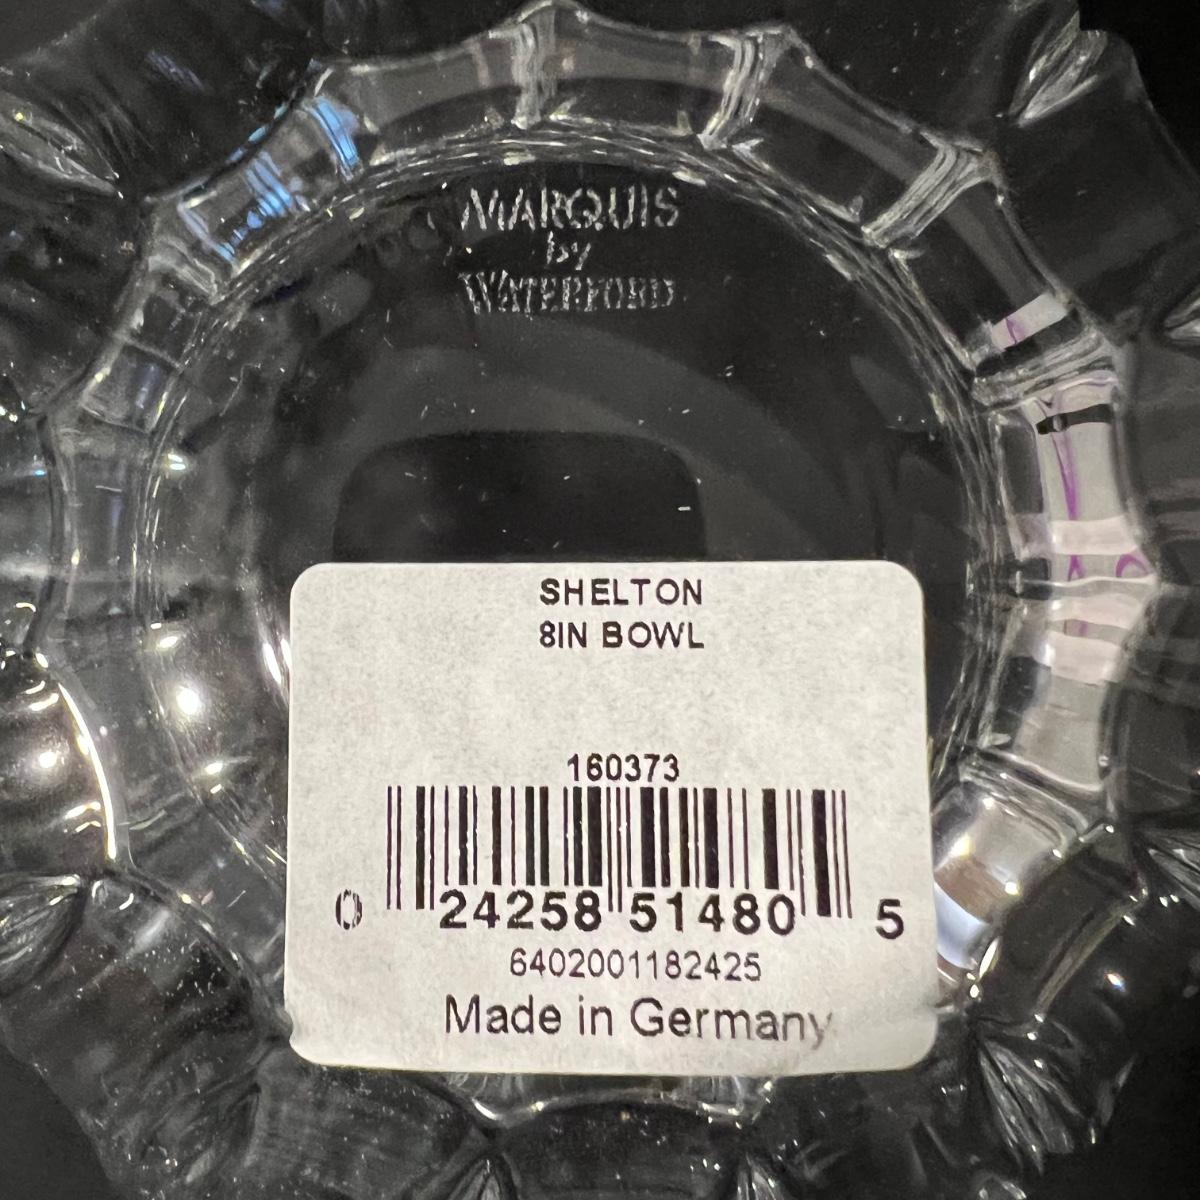 MARQUIS
by
WATERFORD
SHELTON
8IN BOWL
160373
0 24258 51480 5
6402001182425
Made in Germany